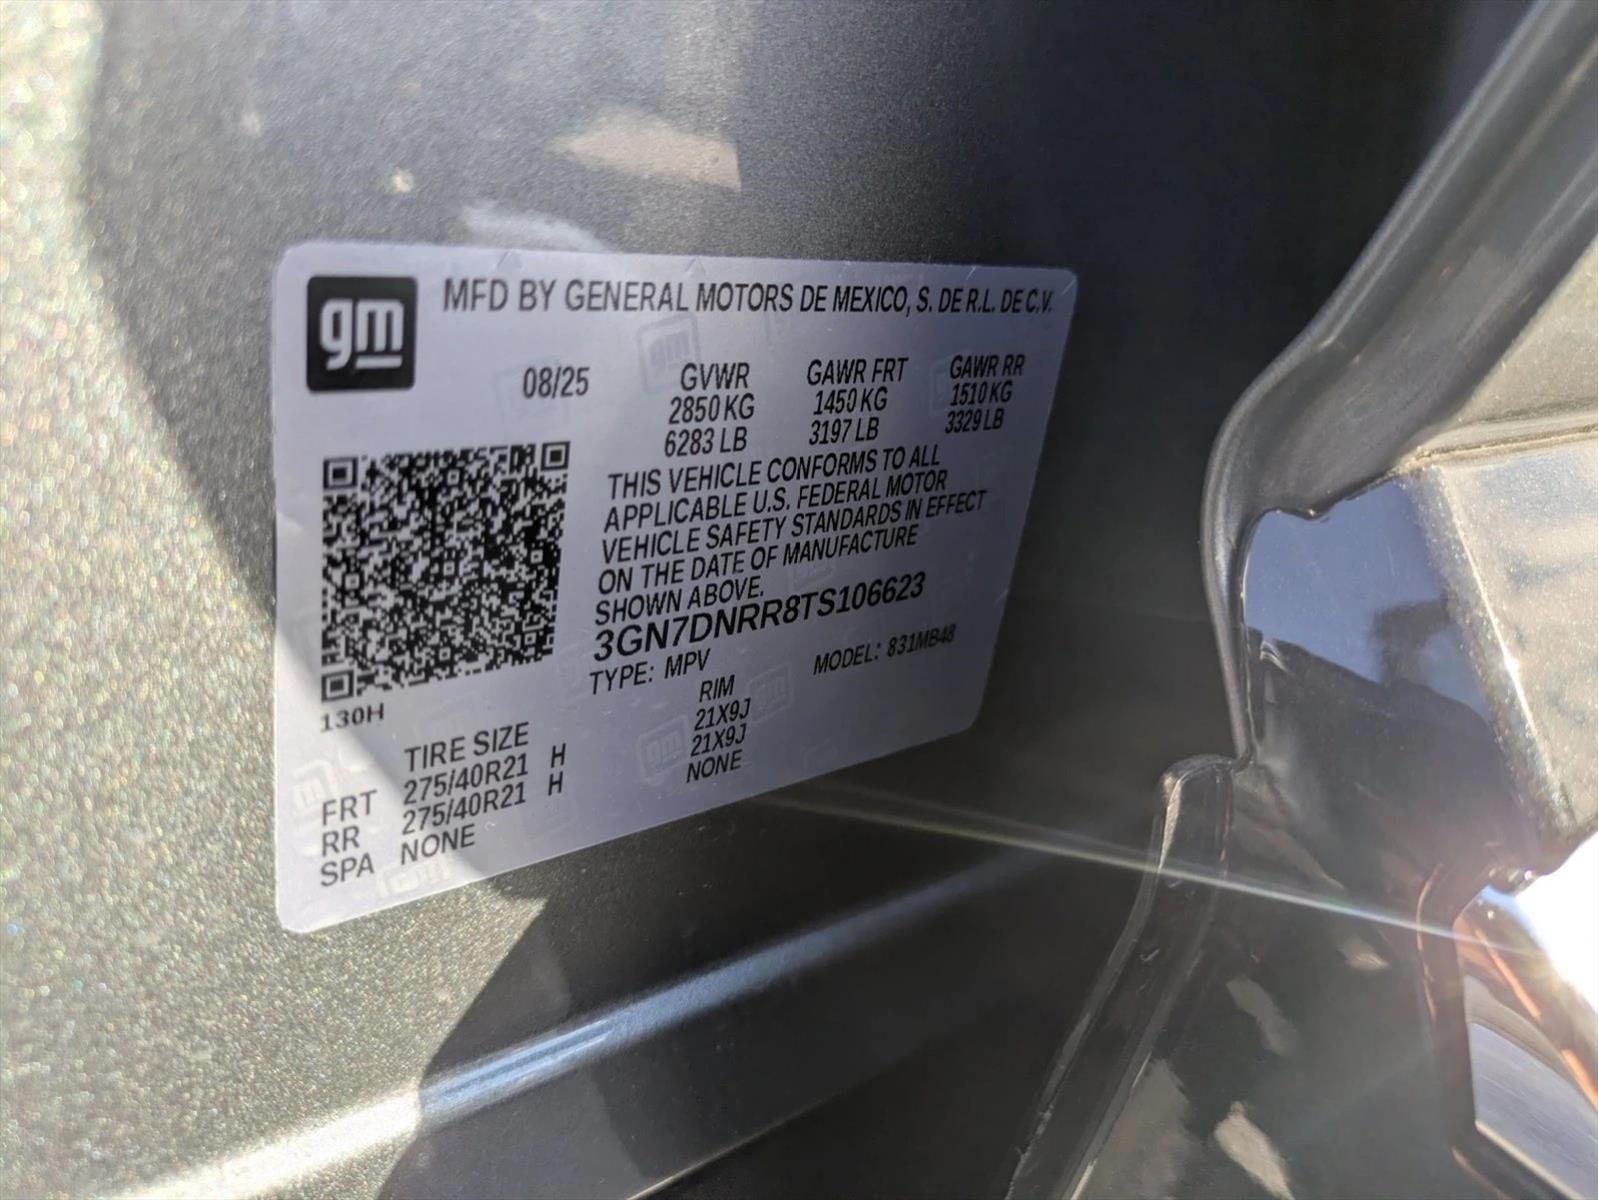 gm MFD BY GENERAL MOTORS DE MEXICO, S. DE R.L. DE C.V.
08/25 GVWR GAWR FRT GAWR RR
2850 KG 1450 KG 1510 KG
6283 LB 3197 LB 3329 LB
THIS VEHICLE CONFORMS TO ALL
APPLICABLE U.S. FEDERAL MOTOR
VEHICLE SAFETY STANDARDS IN EFFECT
ON THE DATE OF MANUFACTURE
SHOWN ABOVE.
3GN7DNRR8TS106623
TYPE: MPV MODEL: 831MB48
130H
TIRE SIZE RIM
FRT 275/40R21 H 21X9J
RR 275/40R21 H 21X9J
SPA NONE NONE